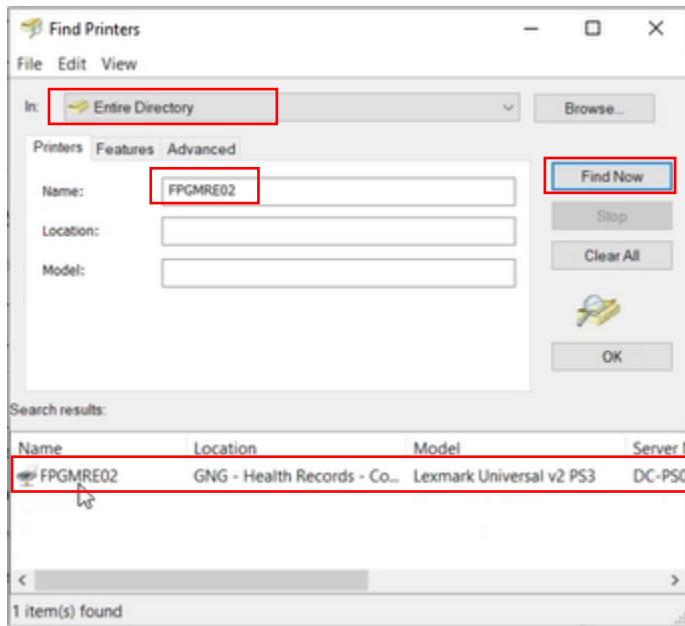 Find Printers
File Edit View
In: Entire Directory Browse...
Printers Features Advanced
Name: FPGMRE02 Find Now
Stop
Location:
Clear All
Model:
OK
Search results:
Name Location Model Server
FPGMRE02 GNG - Health Records - Co... Lexmark Universal v2 PS3
1 item(s) found